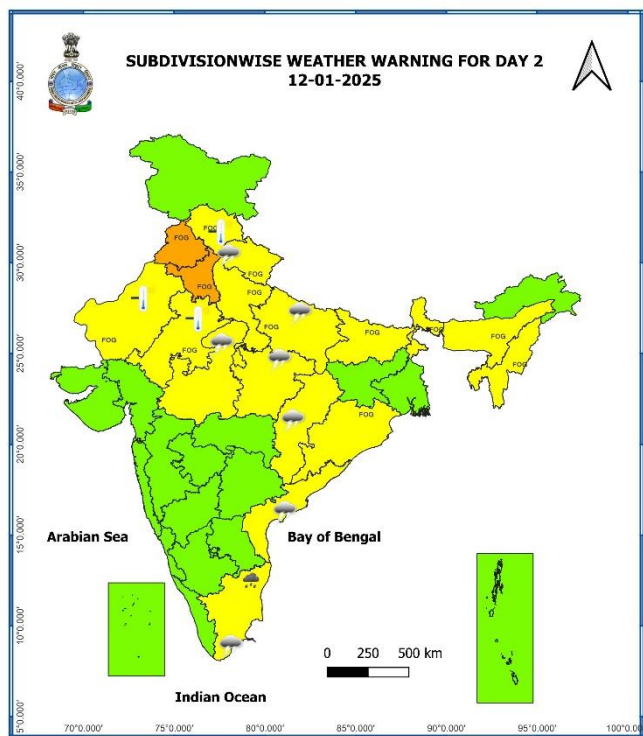 SUBDIVISIONWISE WEATHER WARNING FOR DAY 2
12-01-2025
40°0.000'
35°0.000'
FOG
FOG
30°0.000'
FOG
FOG
FOG
FOG
FOG
FOG
FOG
FOG
FOG
25°0.000'
FOG
FOG
20°0.000'
Arabian Sea
Bay of Bengal
15°0.000'
10°0.000'
0 250 500 km
Indian Ocean
5°0.000'
70°0.000' 75°0.000' 80°0.000' 85°0.000' 90°0.000' 95°0.000' 100°0.000'